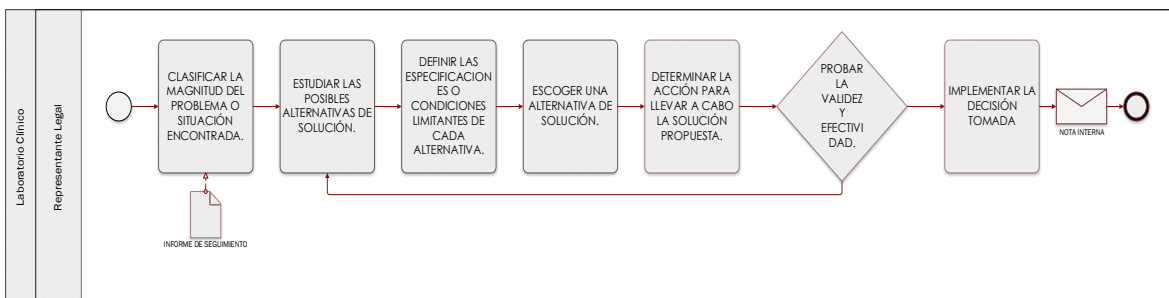 Laboratorio Clínico
Representante Legal
CLASIFICAR LA
MAGNITUD DEL
PROBLEMA O
SITUACIÓN
ENCONTRADA.
INFORME DE SEGUIMIENTO
ESTUDIAR LAS
POSIBLES
ALTERNATIVAS DE
SOLUCIÓN.
DEFINIR LAS
ESPECIFICACION
ES O
CONDICIONES
LIMITANTES DE
CADA
ALTERNATIVA.
ESCOGER UNA
ALTERNATIVA DE
SOLUCIÓN.
DETERMINAR LA
ACCIÓN PARA
LLEVAR A CABO
LA SOLUCIÓN
PROPUESTA.
PROBAR
LA
VALIDEZ
Y
EFECTIVI
DAD.
IMPLEMENTAR LA
DECISIÓN
TOMADA
NOTA INTERNA